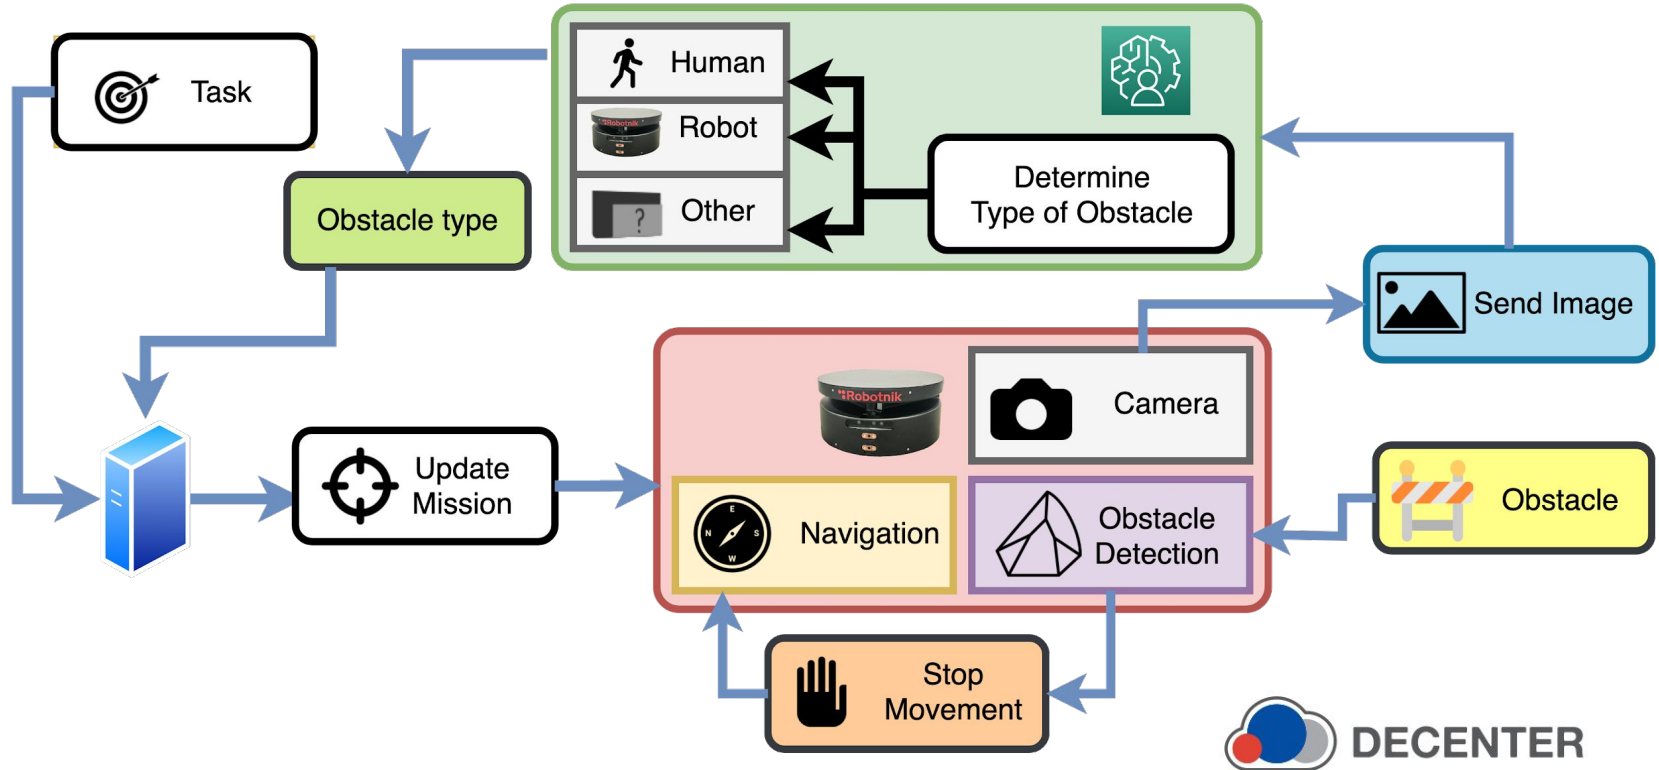 Task
Human
Robotnik
Robot
?
Other
Determine
Type of Obstacle
Obstacle type
Send Image
Robotnik
Camera
Update
Mission
E
N S
W
Navigation
Obstacle
Detection
Obstacle
Stop
Movement
DECENTER